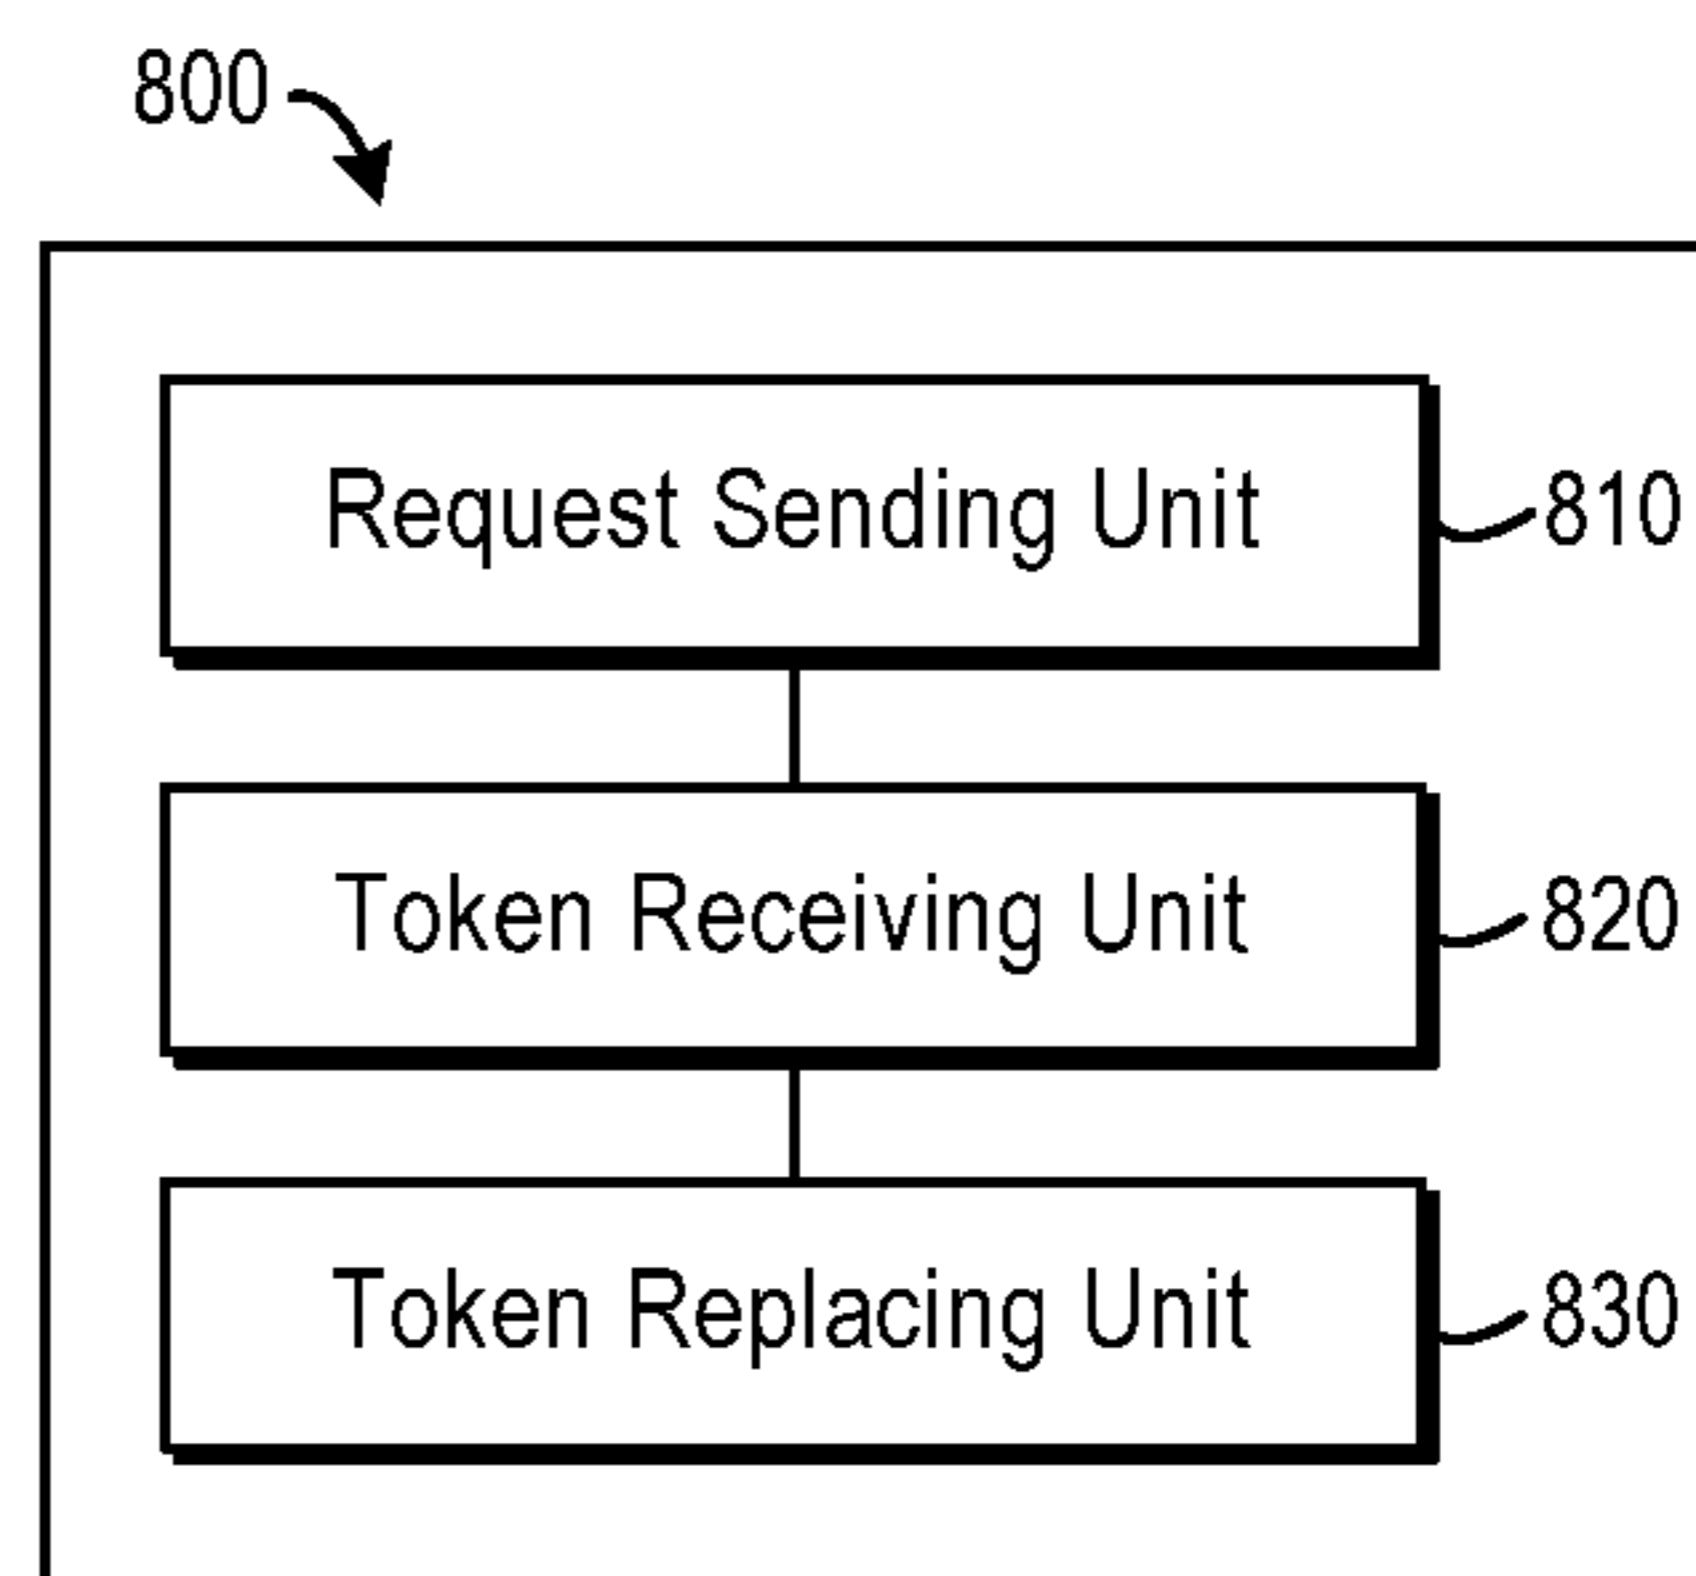 800
Request Sending Unit
810
Token Receiving Unit
820
Token Replacing Unit
830